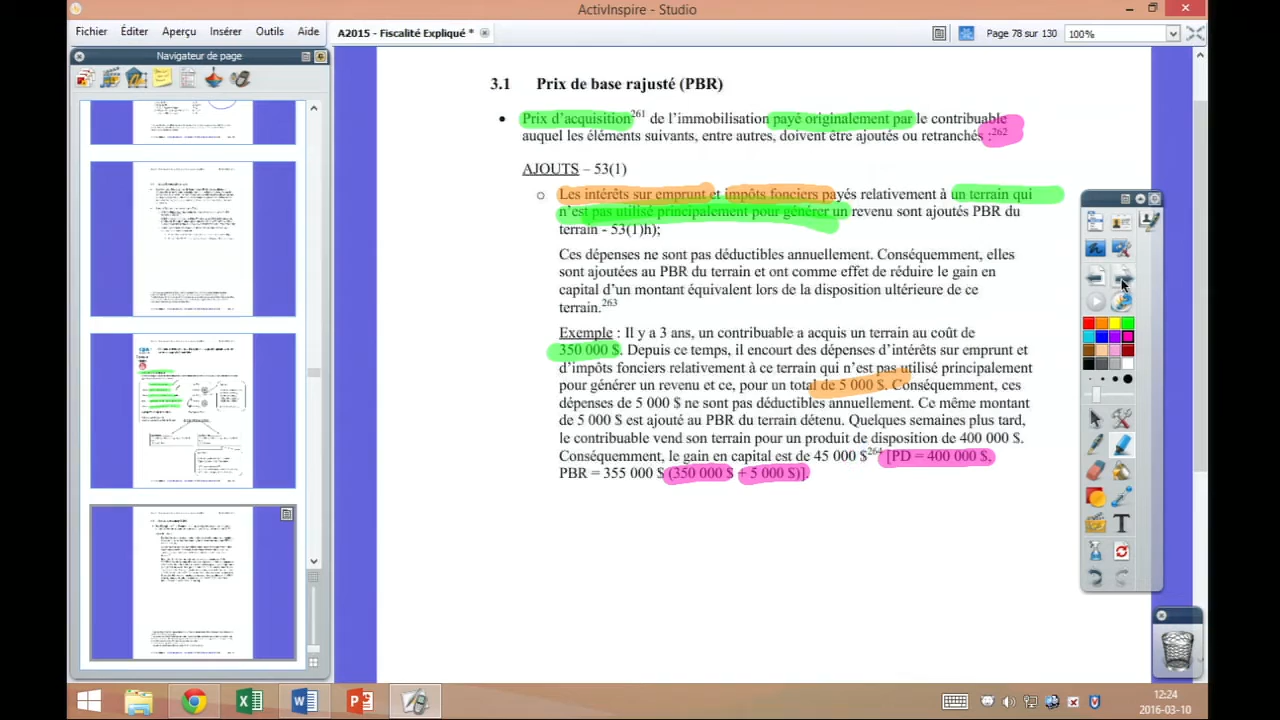 ActivInspire - Studio
Fichier Éditer Aperçu Insérer Outils Aide
A2015 - Fiscalité Expliqué *
Page 78 sur 130
100%
Navigateur de page
3.1 Prix de base rajusté (PBR)
• Prix d'acquisition261 de l'immobilisation payé originalement par le contribuable
auquel les éléments suivants, entre autres, doivent être ajoutés ou retranchés :262
AJOUTS – 53(1)
o Les intérêts sur emprunt et impôts fonciers payés relativement à un terrain qui
n'est pas utilisé principalement pour générer un revenu sont ajoutés PBR du
terrain - 53(1)h);
Ces dépenses ne sont pas déductibles annuellement. Conséquemment, elles
sont ajoutées au PBR du terrain et ont comme effet de réduire le gain en
capital d'un montant équivalent lors de la disposition future de ce
terrain.263
Exemple : Il y a 3 ans, un contribuable a acquis un terrain au coût de
350 000 $. Depuis ce temps, il encourt des dépenses d'intérêts sur emprunt et
d'impôts fonciers relativement à ce terrain qui n'est pas utilisé principalement
pour générer un revenu et ce, pour un total de 5 000 $. Conséquemment, ces
dépenses de 5 000 $ ne sont pas déductibles annuellement. Ce même montant
de 5 000 $ est ajouté au PBR du terrain détenu. Quelques semaines plus tard,
le contribuable vend son terrain pour un produit de disposition de 400 000 $.
Conséquemment, le gain en capital est de 45 000 $264 [PD = 400 000 $,
PBR = 355 000 $ (350 000 $ + 5 000 $)].
12:24
2016-03-10